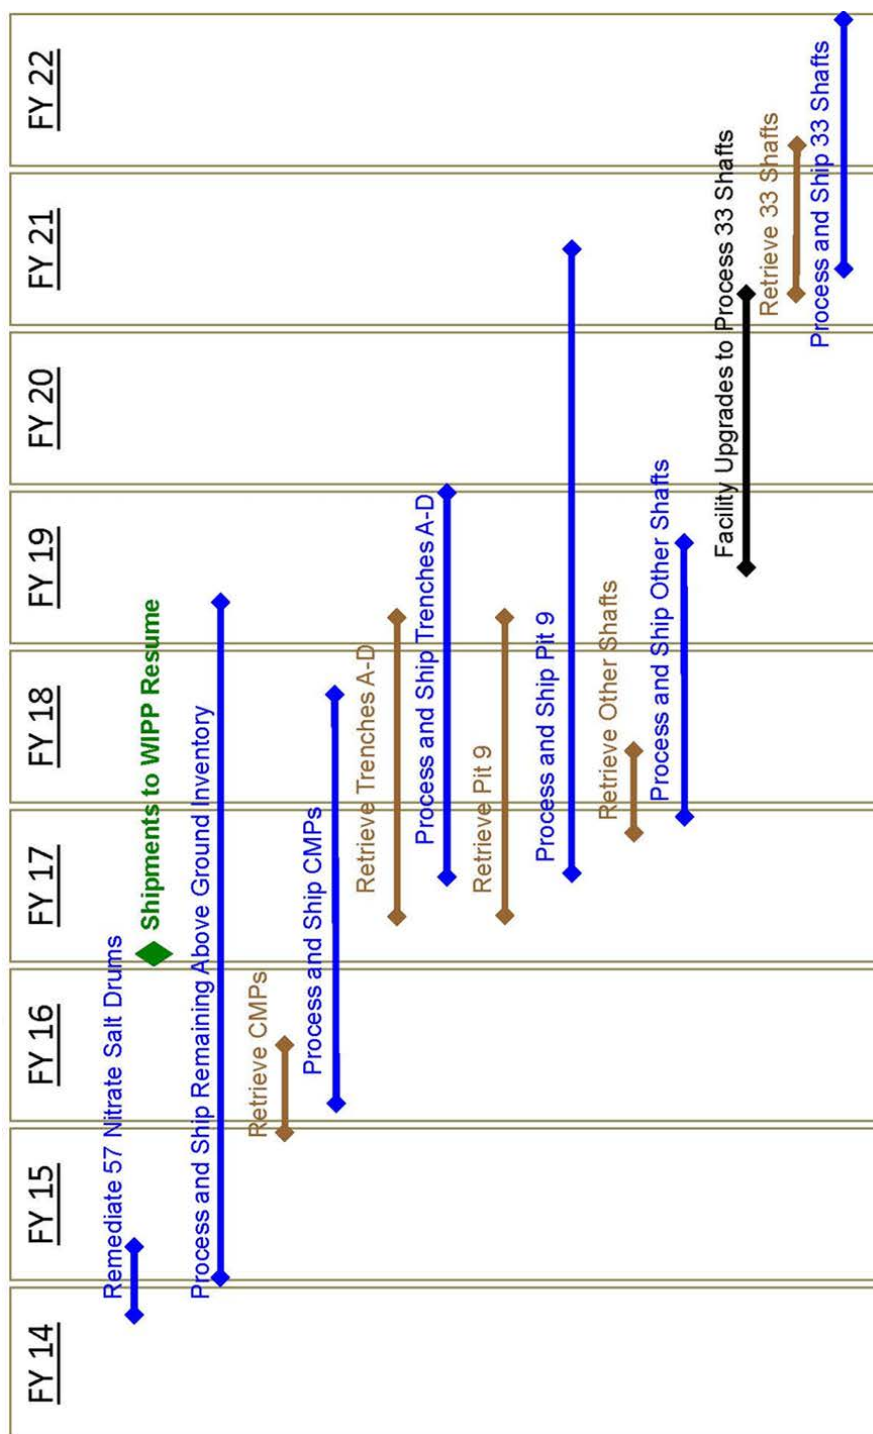 FY 14
FY 15
FY 16
FY 17
FY 18
FY 19
FY 20
FY 21
FY 22
Remediate 57 Nitrate Salt Drums
Shipments to WIPP Resume
Process and Ship Remaining Above Ground Inventory
Retrieve CMPs
Process and Ship CMPs
Retrieve Trenches A-D
Process and Ship Trenches A-D
Retrieve Pit 9
Process and Ship Pit 9
Retrieve Other Shafts
Process and Ship Other Shafts
Facility Upgrades to Process 33 Shafts
Retrieve 33 Shafts
Process and Ship 33 Shafts